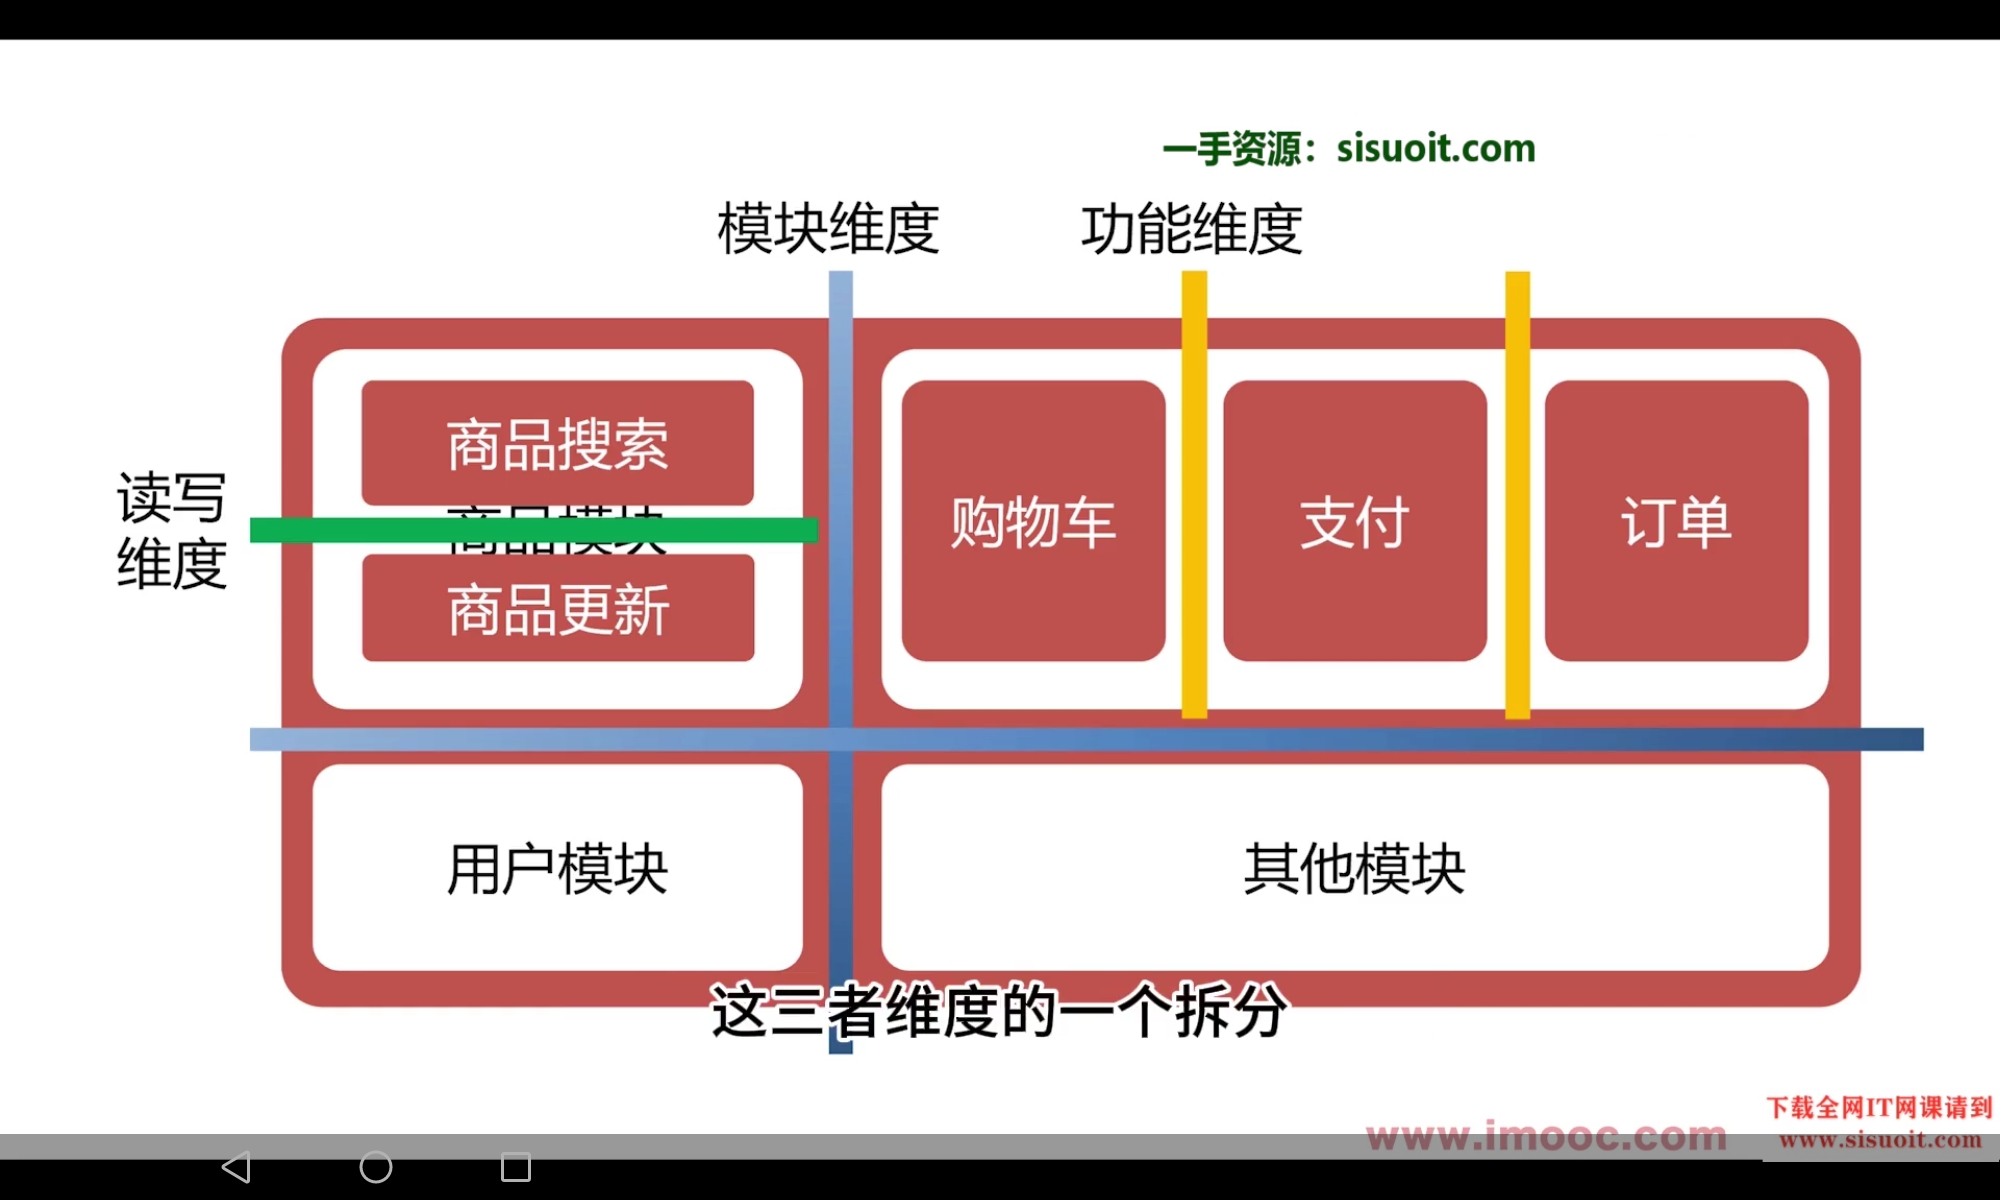 一手资源：sisuoit.com
模块维度
功能维度
读写
维度
商品搜索
商品模块
商品更新
购物车
支付
订单
用户模块
其他模块
这三者维度的一个拆分
下载全网IT网课请到
www.imooc.com
www.sisuoit.com